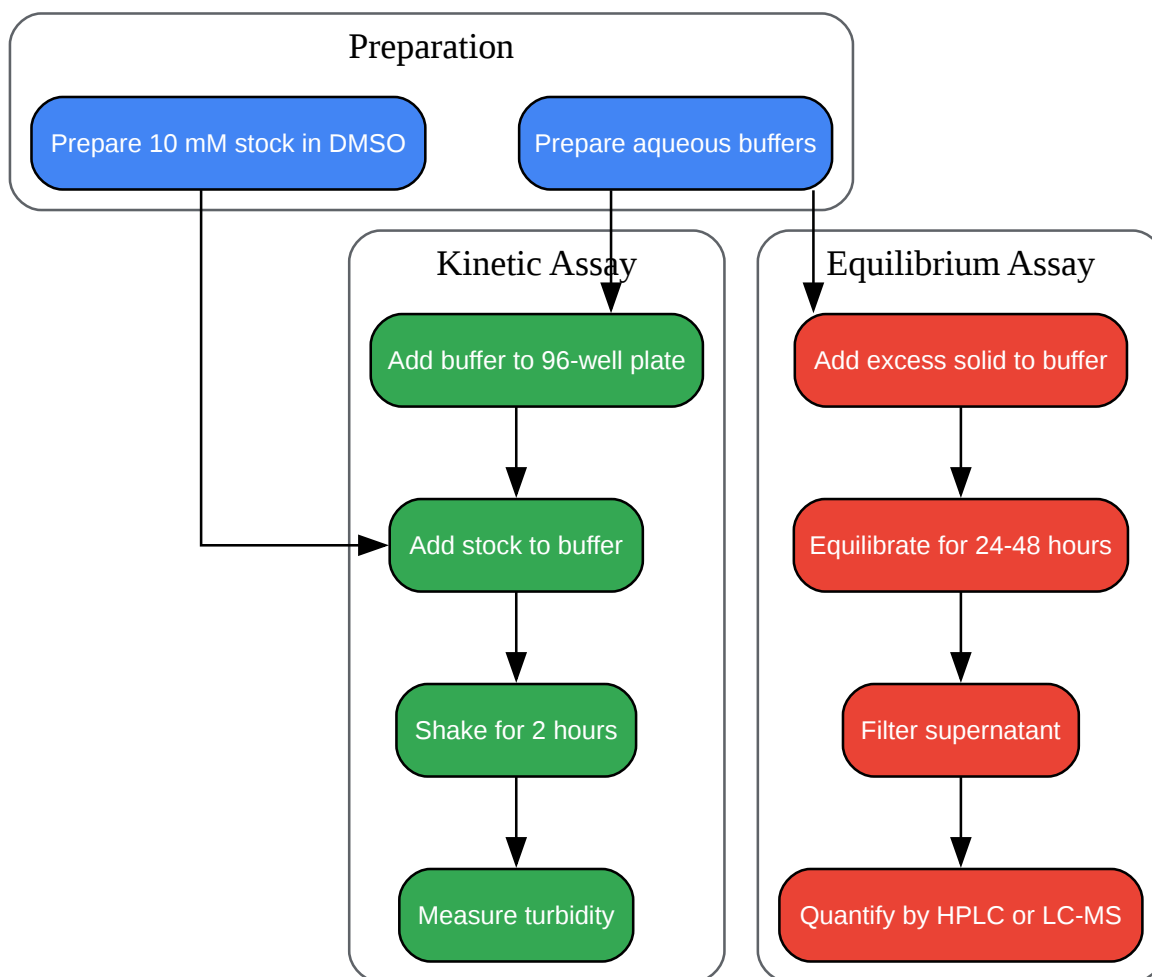 Preparation
Prepare 10 mM stock in DMSO
Prepare aqueous buffers
Kinetic Assay
Add buffer to 96-well plate
Add stock to buffer
Shake for 2 hours
Measure turbidity
Equilibrium Assay
Add excess solid to buffer
Equilibrate for 24-48 hours
Filter supernatant
Quantify by HPLC or LC-MS